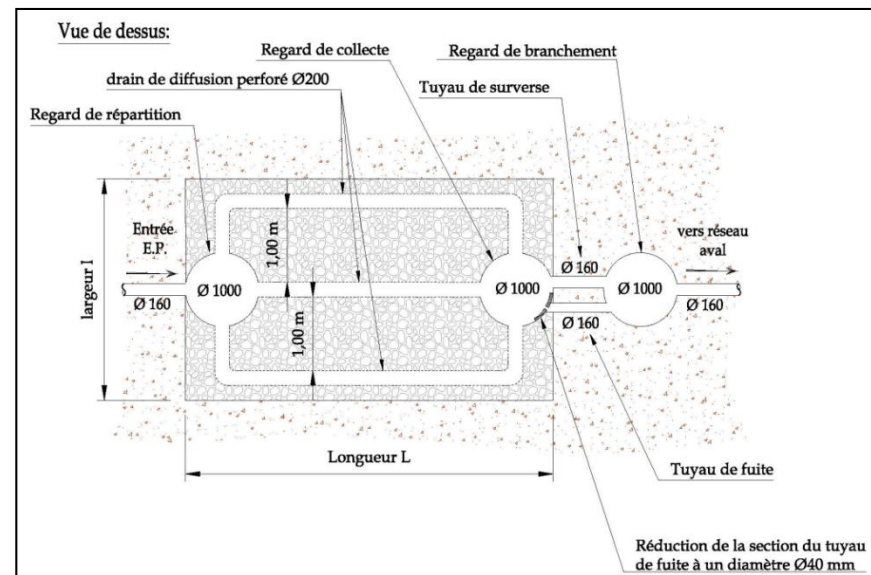 Vue de dessus:
Regard de collecte
Regard de branchement
drain de diffusion perforé Ø200
Tuyau de surverse
Regard de répartition
Entrée
E.P.
vers réseau
aval
largeur l
1,00 m
Ø 160
Ø 1000
Ø 1000
Ø 1000
Ø 160
Ø 160
Ø 160
1,00 m
Longueur L
Tuyau de fuite
Réduction de la section du tuyau
de fuite à un diamètre Ø40 mm